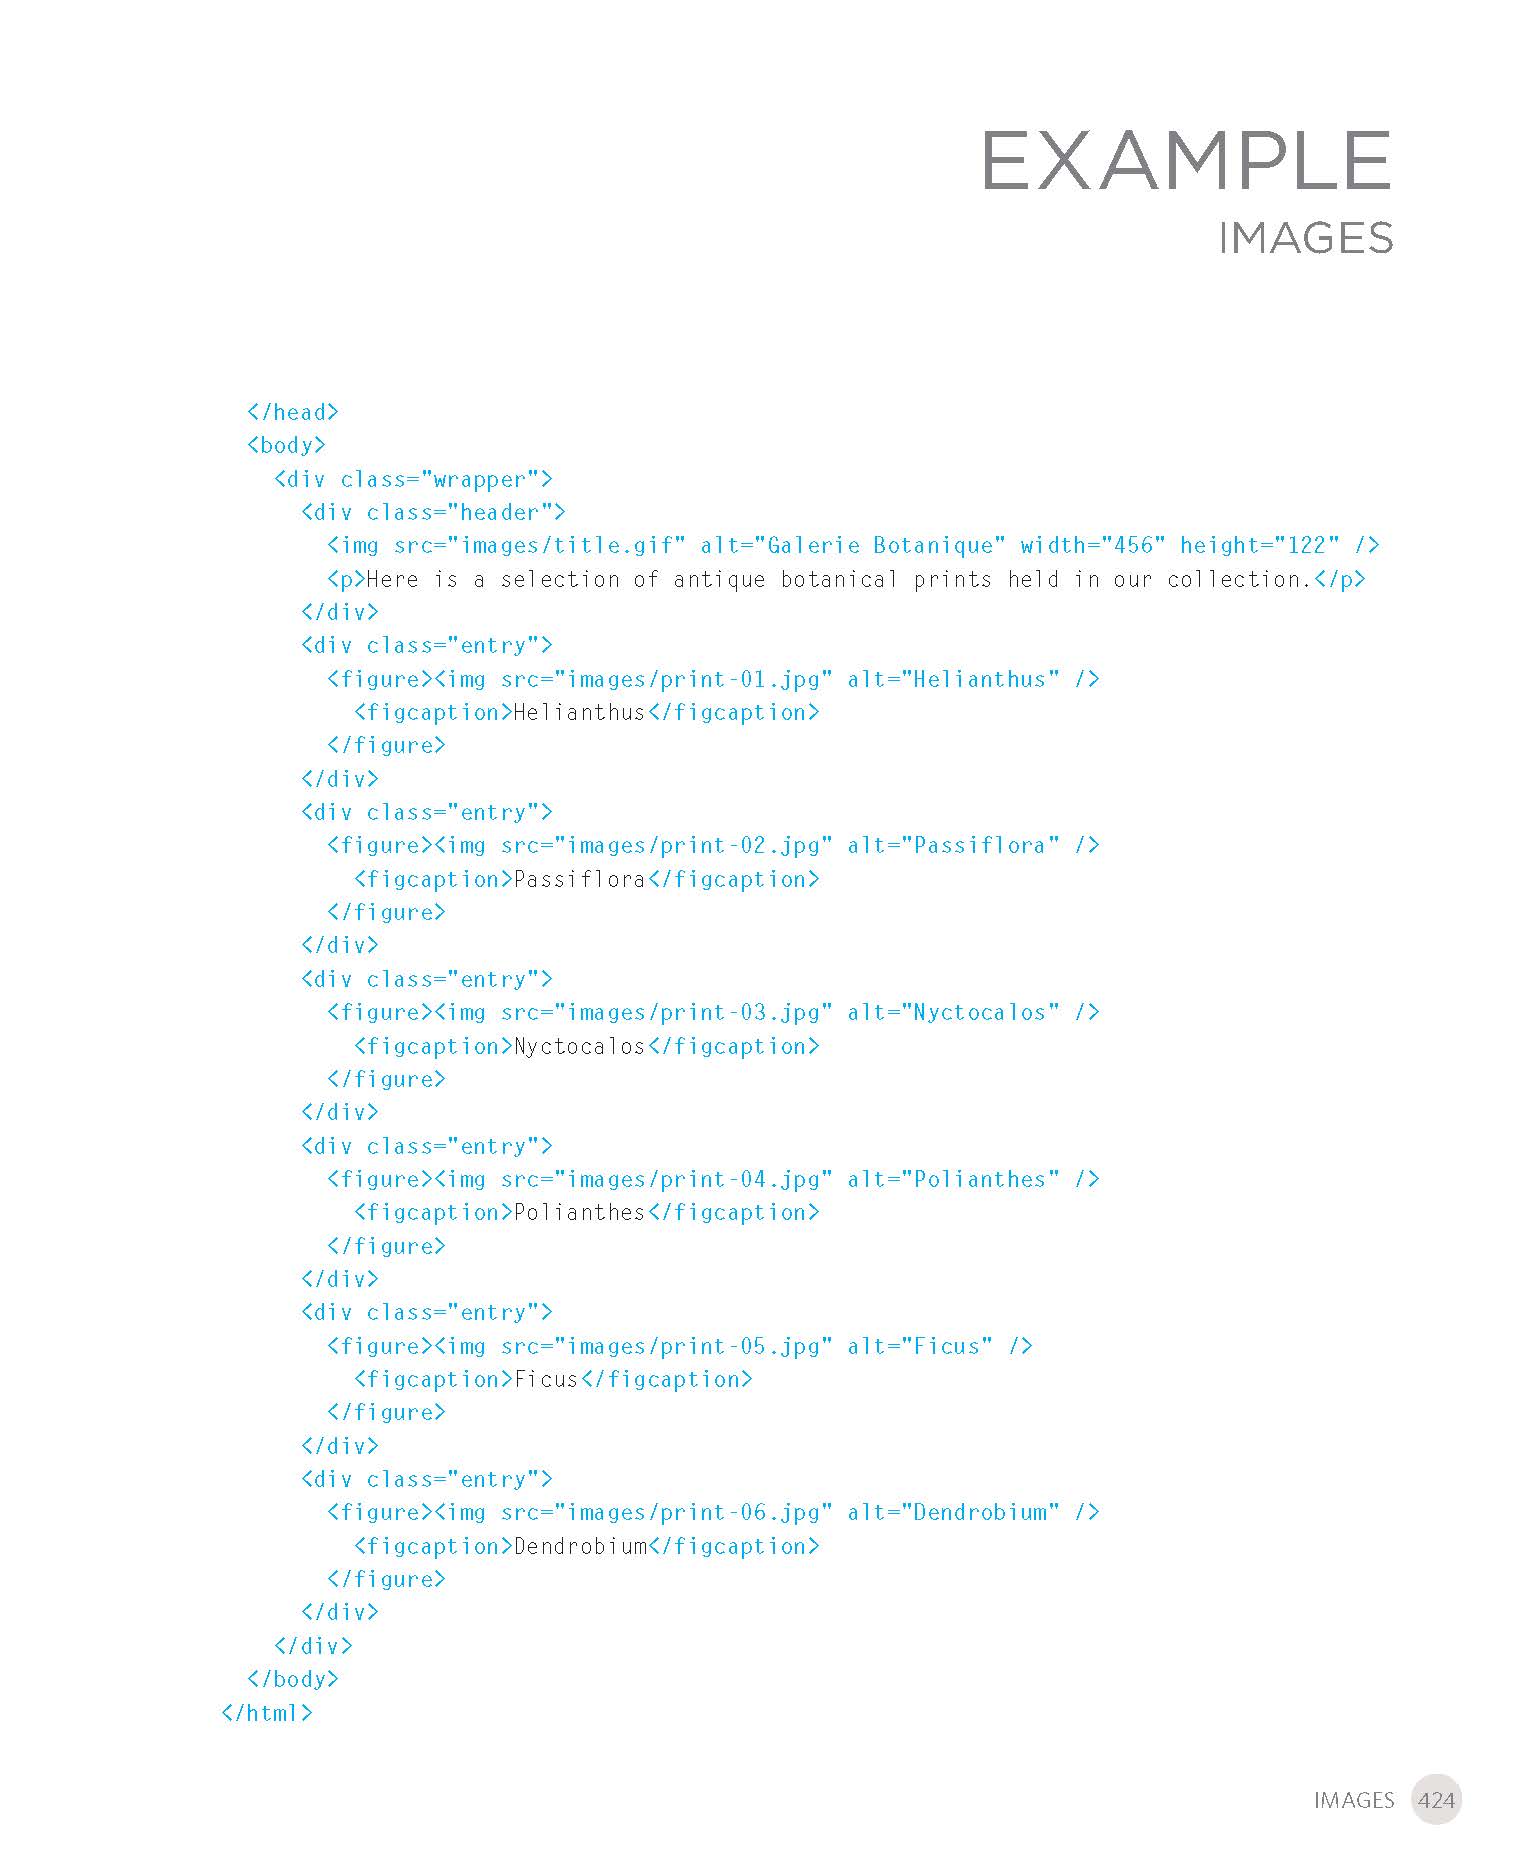 EXAMPLE
IMAGES
</head>
<body>
<div class="wrapper">
<div class="header">
<img src="images/title.gif" alt="Galerie Botanique" width="456" height="122" />
<p>Here is a selection of antique botanical prints held in our collection.</p>
</div>
<div class="entry">
<figure><img src="images/print-01.jpg" alt="Helianthus" />
<figcaption>Helianthus</figcaption>
</figure>
</div>
<div class="entry">
<figure><img src="images/print-02.jpg" alt="Passiflora" />
<figcaption>Passiflora</figcaption>
</figure>
</div>
<div class="entry">
<figure><img src="images/print-03.jpg" alt="Nyctocalos" />
<figcaption>Nyctocalos</figcaption>
</figure>
</div>
<div class="entry">
<figure><img src="images/print-04.jpg" alt="Polianthes" />
<figcaption>Polianthes</figcaption>
</figure>
</div>
<div class="entry">
<figure><img src="images/print-05.jpg" alt="Ficus" />
<figcaption>Ficus</figcaption>
</figure>
</div>
<div class="entry">
<figure><img src="images/print-06.jpg" alt="Dendrobium" />
<figcaption>Dendrobium</figcaption>
</figure>
</div>
</div>
</body>
</html>
IMAGES 424